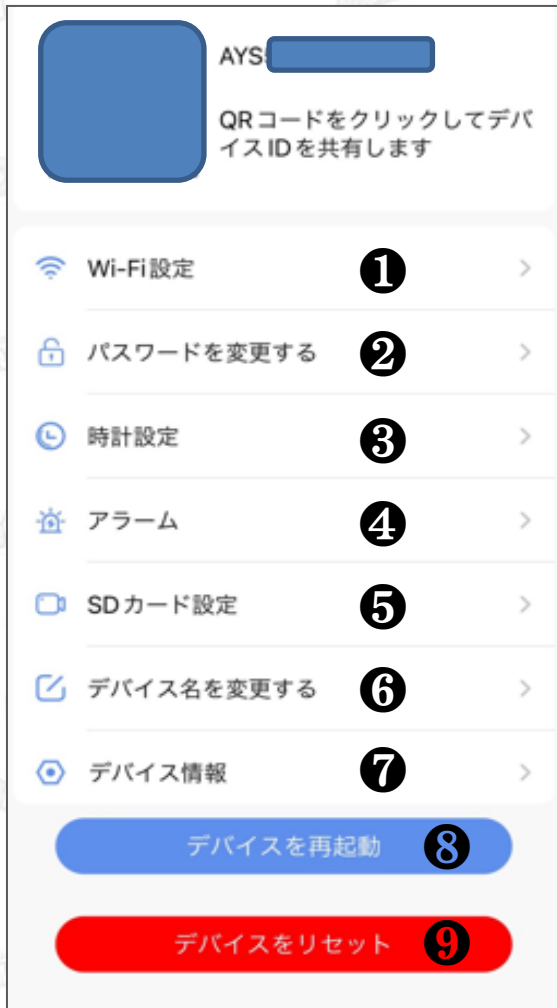 AYS
QRコードをクリックしてデバ
イスIDを共有します
Wi-Fi設定 ❶
パスワードを変更する ❷
時計設定 ❸
アラーム ❹
SDカード設定 ❺
デバイス名を変更する ❻
デバイス情報 ❼
デバイスを再起動 ❽
デバイスをリセット ❾